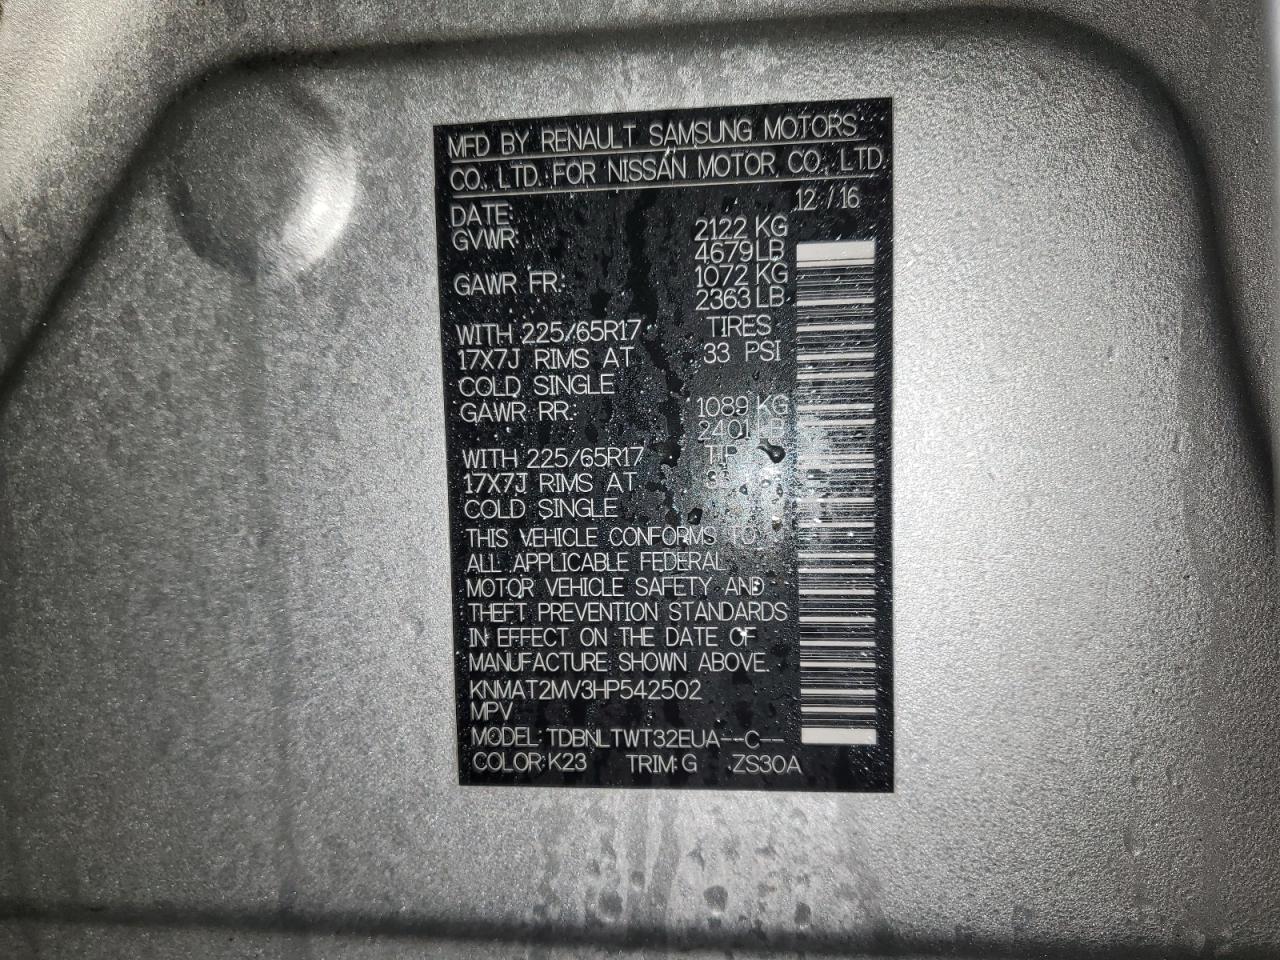 MFD BY RENAULT SAMSUNG MOTORS
CO., LTD. FOR NISSAN MOTOR CO., LTD.
DATE: 12 / 16
GVWR: 2122 KG
4679 LB
GAWR FR: 1072 KG
2363 LB
WITH 225/65R17 TIRES
17X7J RIMS AT 33 PSI
COLD SINGLE
GAWR RR: 1089 KG
2401 LB
WITH 225/65R17
17X7J RIMS AT
COLD SINGLE
THIS VEHICLE CONFORMS TO
ALL APPLICABLE FEDERAL
MOTOR VEHICLE SAFETY AND
THEFT PREVENTION STANDARDS
IN EFFECT ON THE DATE OF
MANUFACTURE SHOWN ABOVE.
KNMAT2MV3HP542502
MPV
MODEL: TDBNLTWT32EUA--C--
COLOR: K23 TRIM: G ZS30A